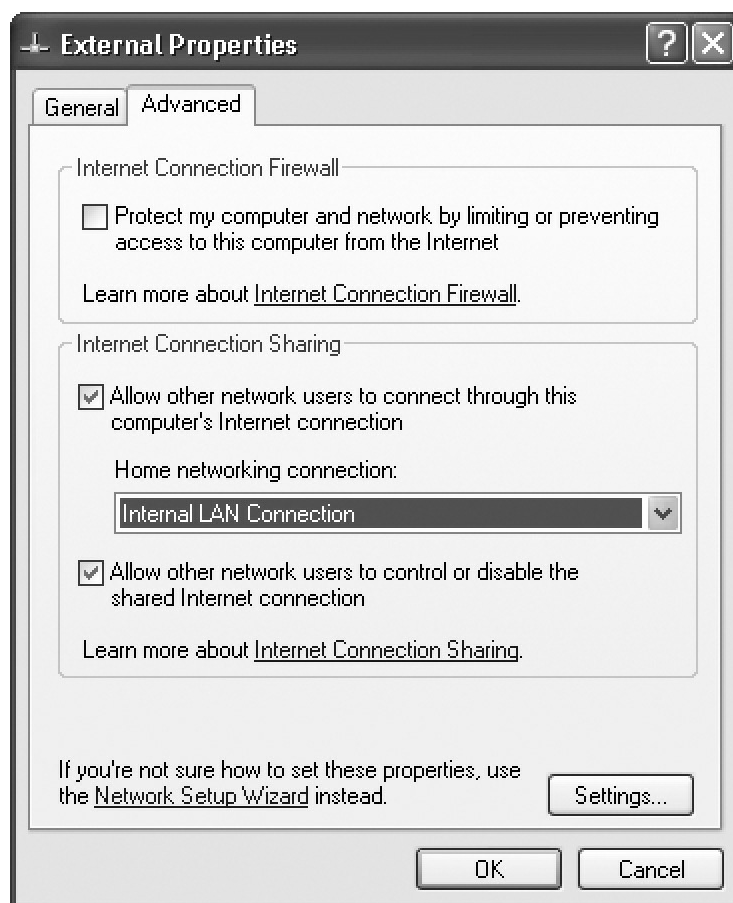 External Properties
General
Advanced
Internet Connection Firewall
Protect my computer and network by limiting or preventing
access to this computer from the Internet
Learn more about Internet Connection Firewall.
Internet Connection Sharing
Allow other network users to connect through this
computer's Internet connection
Home networking connection:
Internal LAN Connection
Allow other network users to control or disable the
shared Internet connection
Learn more about Internet Connection Sharing.
If you're not sure how to set these properties, use
the Network Setup Wizard instead.
Settings...
OK
Cancel